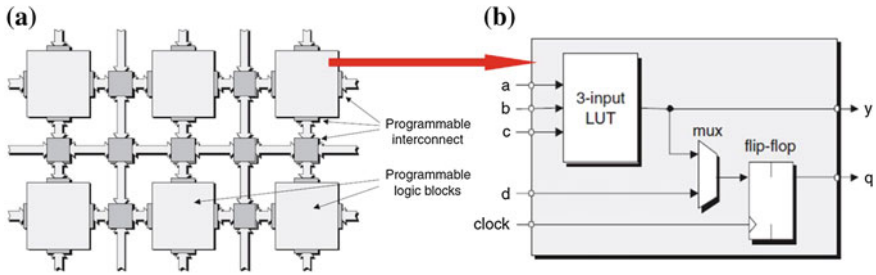 (a)
Programmable
interconnect
Programmable
logic blocks
(b)
a
b
c
3-input
LUT
y
mux
flip-flop
d
q
clock